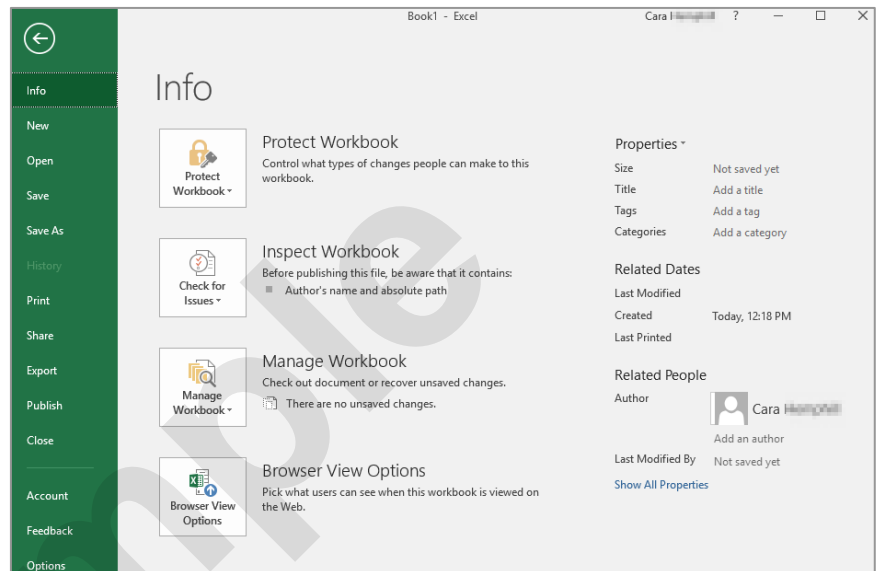 Book1 - Excel
Cara
?
Info
New
Open
Save
Save As
History
Print
Share
Export
Publish
Close
Account
Feedback
Options
Info
Protect Workbook
Protect Workbook
Control what types of changes people can make to this
workbook.
Check for
Issues
Inspect Workbook
Before publishing this file, be aware that it contains:
Author's name and absolute path
Manage
Workbook
Manage Workbook
Check out document or recover unsaved changes.
There are no unsaved changes.
Browser View
Options
Browser View Options
Pick what users can see when this workbook is viewed on
the Web.
Properties
Size Not saved yet
Title Add a title
Tags Add a tag
Categories Add a category
Related Dates
Last Modified
Created Today, 12:18 PM
Last Printed
Related People
Author Cara
Add an author
Last Modified By Not saved yet
Show All Properties
mple